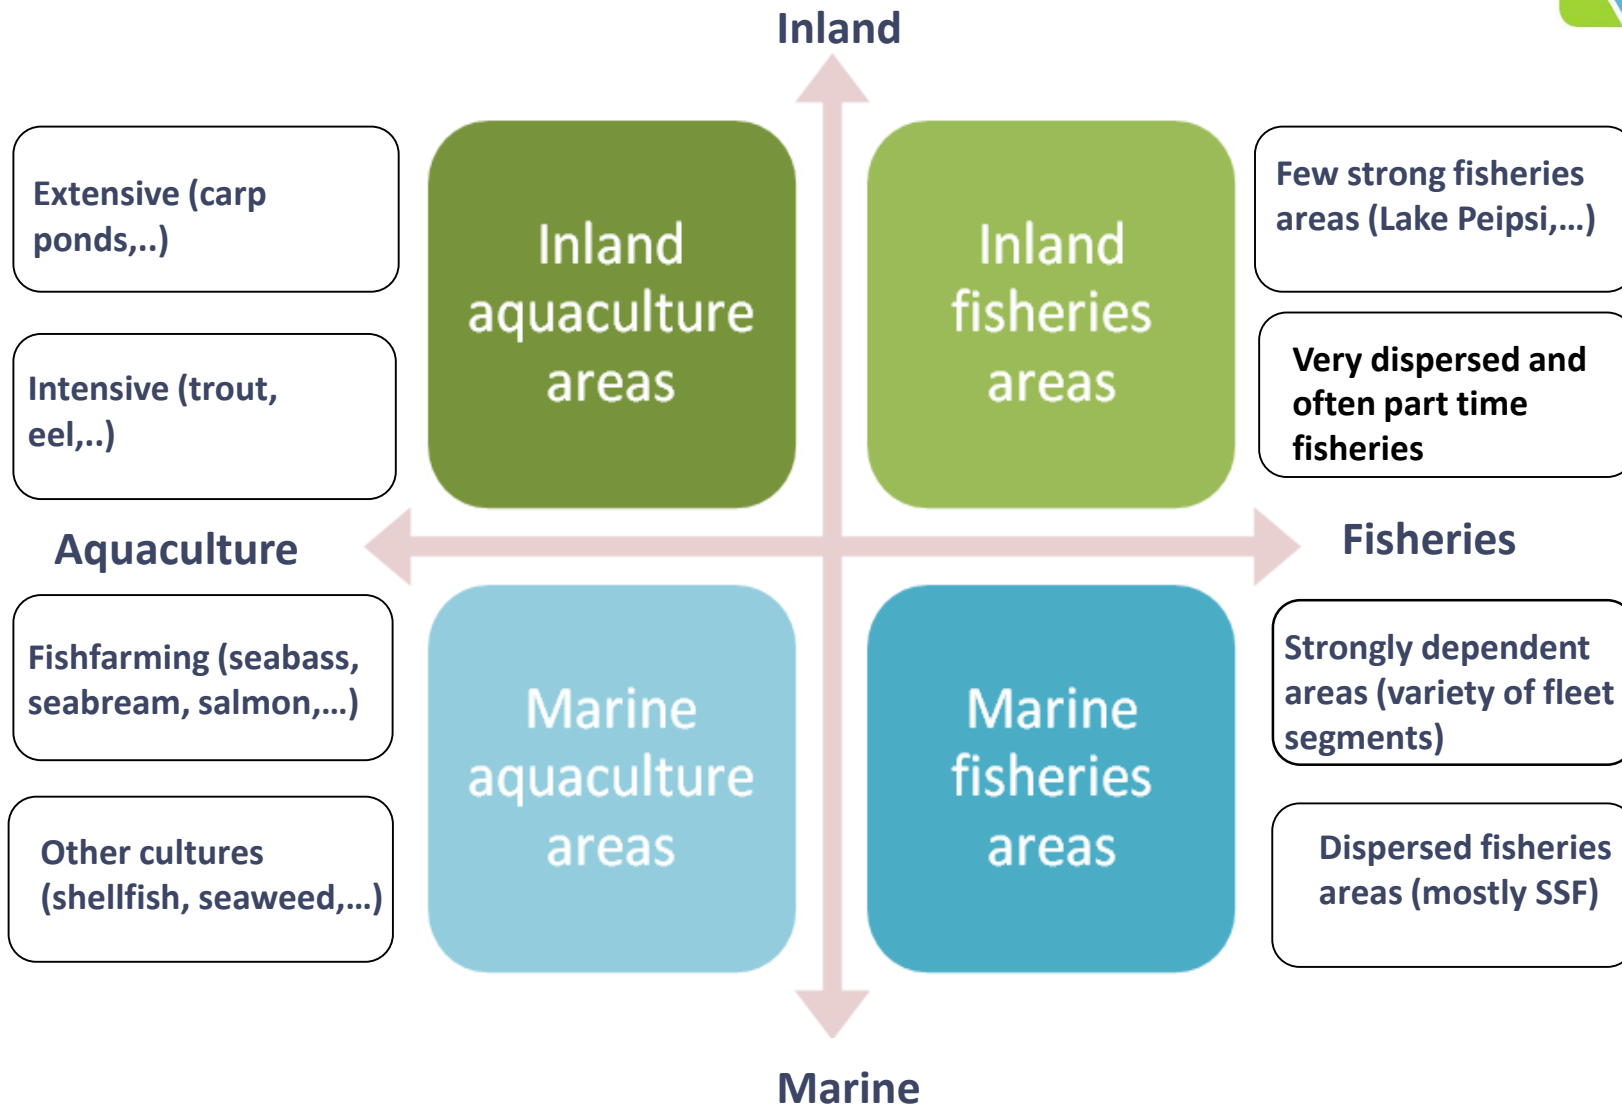 Inland
Extensive (carp
ponds,..)
Intensive (trout,
eel,..)
Inland
aquaculture
areas
Inland
fisheries
areas
Few strong fisheries
areas (Lake Peipsi,...)
Very dispersed and
often part time
fisheries
Aquaculture
Fisheries
Fishfarming (seabass,
seabream, salmon,...)
Other cultures
(shellfish, seaweed,...)
Marine
aquaculture
areas
Marine
fisheries
areas
Strongly dependent
areas (variety of fleet
segments)
Dispersed fisheries
areas (mostly SSF)
Marine